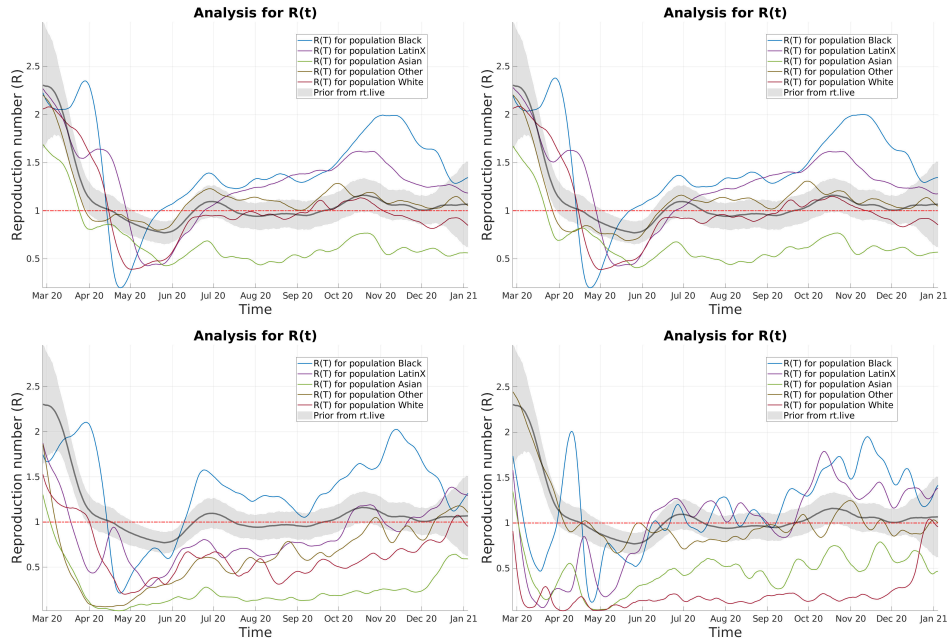 Analysis for R(t)
Reproduction number (R)
2.5
2
1.5
1
0.5
R(T) for population Black
R(T) for population LatinX
R(T) for population Asian
R(T) for population Other
R(T) for population White
Prior from rt.live
Mar 20 Apr 20 May 20 Jun 20 Jul 20 Aug 20 Sep 20 Oct 20 Nov 20 Dec 20 Jan 21
Time
Analysis for R(t)
Reproduction number (R)
2.5
2
1.5
1
0.5
R(T) for population Black
R(T) for population LatinX
R(T) for population Asian
R(T) for population Other
R(T) for population White
Prior from rt.live
Mar 20 Apr 20 May 20 Jun 20 Jul 20 Aug 20 Sep 20 Oct 20 Nov 20 Dec 20 Jan 21
Time
Analysis for R(t)
Reproduction number (R)
2.5
2
1.5
1
0.5
R(T) for population Black
R(T) for population LatinX
R(T) for population Asian
R(T) for population Other
R(T) for population White
Prior from rt.live
Mar 20 Apr 20 May 20 Jun 20 Jul 20 Aug 20 Sep 20 Oct 20 Nov 20 Dec 20 Jan 21
Time
Analysis for R(t)
Reproduction number (R)
2.5
2
1.5
1
0.5
R(T) for population Black
R(T) for population LatinX
R(T) for population Asian
R(T) for population Other
R(T) for population White
Prior from rt.live
Mar 20 Apr 20 May 20 Jun 20 Jul 20 Aug 20 Sep 20 Oct 20 Nov 20 Dec 20 Jan 21
Time